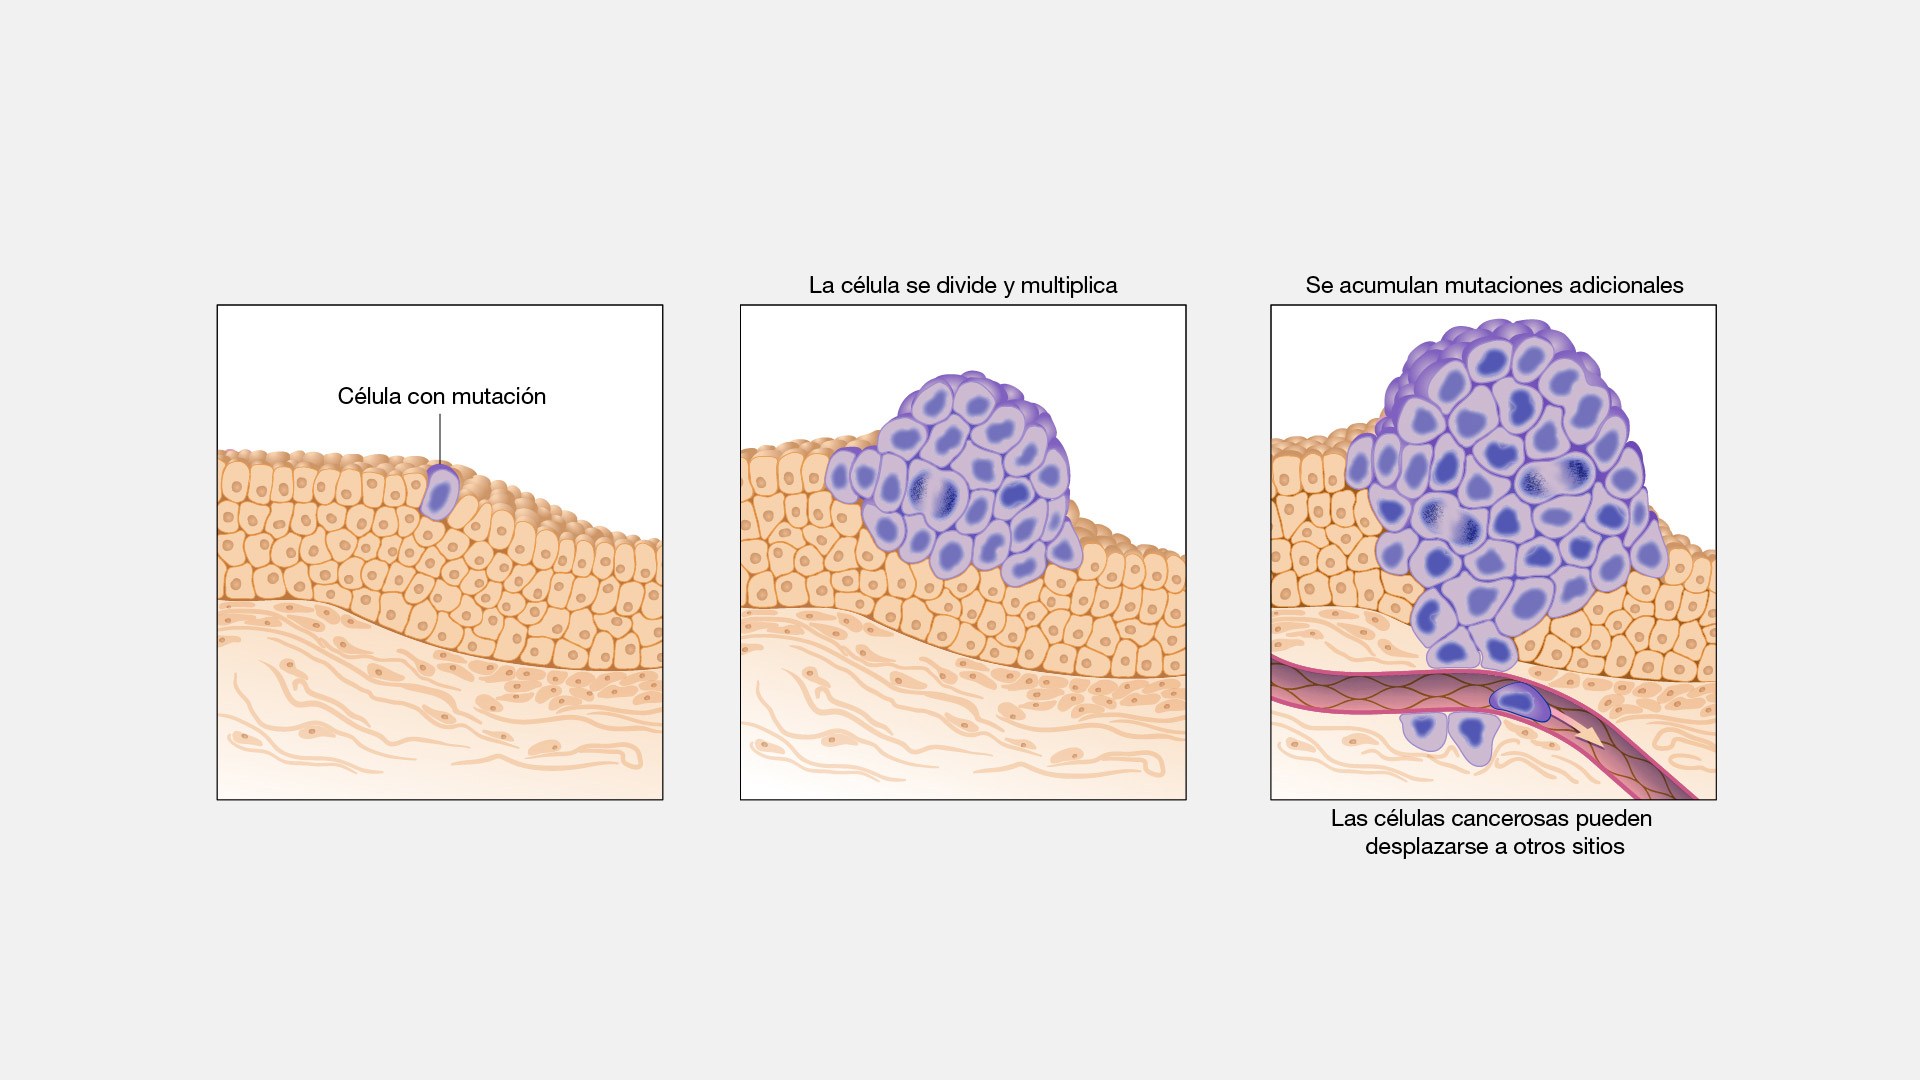 Célula con mutación
La célula se divide y multiplica
Se acumulan mutaciones adicionales
Las células cancerosas pueden
desplazarse a otros sitios